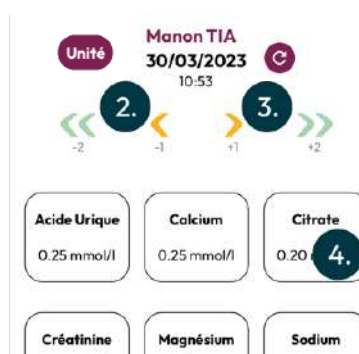 Manon TIA
Unité
30/03/2023
10:53
2.
3.
-2
-1
+1
+2
Acide Urique
Calcium
Citrate
0.25 mmol/l
0.25 mmol/l
0.20
4.
Créatinine
Magnésium
Sodium